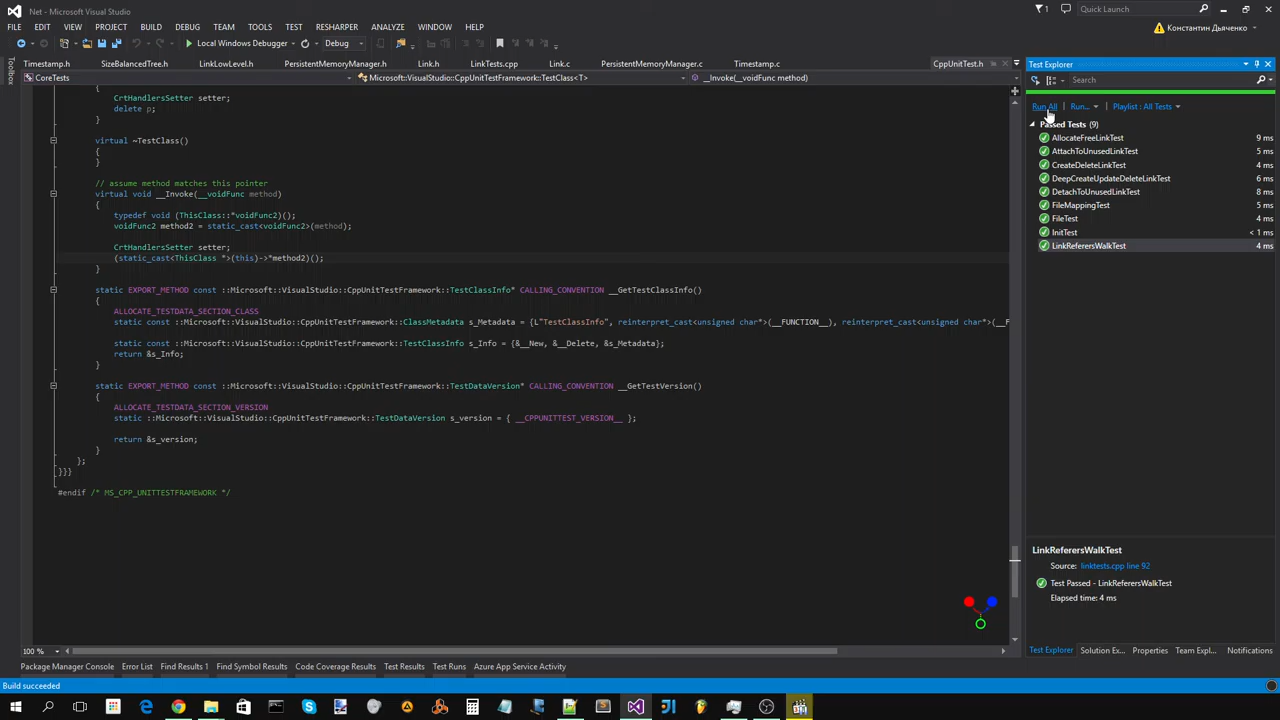 Net - Microsoft Visual Studio
1
Quick Launch
FILE EDIT VIEW PROJECT BUILD DEBUG TEAM TOOLS TEST RESHARPER ANALYZE WINDOW HELP
Константин Дьяченко
Local Windows Debugger Debug
Toolbox
Timestamp.h SizeBalancedTree.h LinkLowLevel.h PersistentMemoryManager.h Link.h LinkTests.cpp Link.c PersistentMemoryManager.c Timestamp.c CppUnitTest.h
CoreTests Microsoft::VisualStudio::CppUnitTestFramework::TestClass<T> __Invoke(__voidFunc method)
{
CrtHandlersSetter setter;
delete p;
}
virtual ~TestClass()
{
}
// assume method matches this pointer
virtual void __Invoke(__voidFunc method)
{
typedef void (ThisClass::*voidFunc2)();
voidFunc2 method2 = static_cast<voidFunc2>(method);
CrtHandlersSetter setter;
(static_cast<ThisClass *>(this)->*method2)();
}
static EXPORT_METHOD const ::Microsoft::VisualStudio::CppUnitTestFramework::TestClassInfo* CALLING_CONVENTION __GetTestClassInfo()
{
ALLOCATE_TESTDATA_SECTION_CLASS
static const ::Microsoft::VisualStudio::CppUnitTestFramework::ClassMetadata s_Metadata = {L"TestClassInfo", reinterpret_cast<unsigned char*>(__FUNCTION__), reinterpret_cast<unsigned char*>(__F
static const ::Microsoft::VisualStudio::CppUnitTestFramework::TestClassInfo s_Info = {&__New, &__Delete, &s_Metadata};
return &s_Info;
}
static EXPORT_METHOD const ::Microsoft::VisualStudio::CppUnitTestFramework::TestDataVersion* CALLING_CONVENTION __GetTestVersion()
{
ALLOCATE_TESTDATA_SECTION_VERSION
static ::Microsoft::VisualStudio::CppUnitTestFramework::TestDataVersion s_version = { __CPPUNITTEST_VERSION__ };
return &s_version;
}
};
}}}
#endif /* MS_CPP_UNITTESTFRAMEWORK */
100 %
Test Explorer
Search
Run All | Run... | Playlist : All Tests
Passed Tests (9)
AllocateFreeLinkTest 9 ms
AttachToUnusedLinkTest 5 ms
CreateDeleteLinkTest 4 ms
DeepCreateUpdateDeleteLinkTest 6 ms
DetachToUnusedLinkTest 8 ms
FileMappingTest 5 ms
FileTest 4 ms
InitTest < 1 ms
LinkReferersWalkTest 4 ms
LinkReferersWalkTest
Source: linktests.cpp line 92
Test Passed - LinkReferersWalkTest
Elapsed time: 4 ms
Test Explorer Solution Ex... Properties Team Expl... Notifications
Package Manager Console Error List Find Results 1 Find Symbol Results Code Coverage Results Test Results Test Runs Azure App Service Activity
Build succeeded